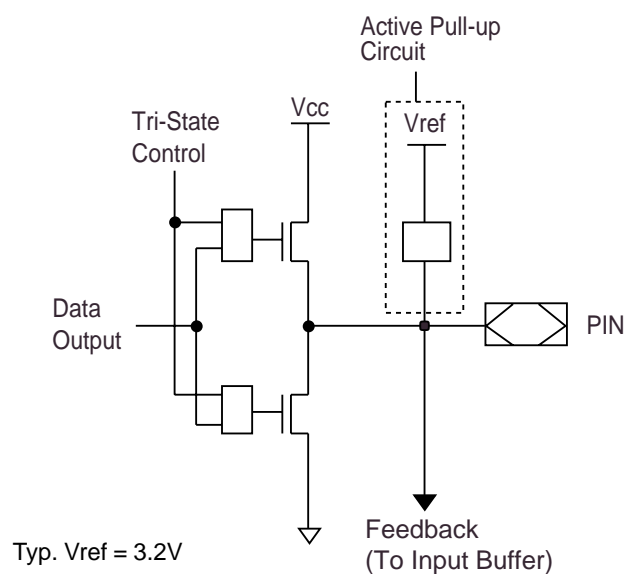 Active Pull-up
Circuit
Vcc
Vref
Tri-State
Control
Data
Output
PIN
Feedback
(To Input Buffer)
Typ. Vref = 3.2V